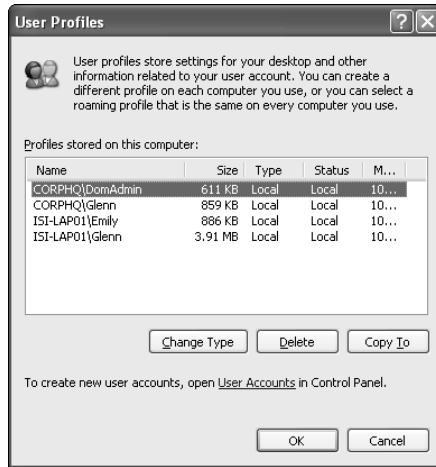 User Profiles
User profiles store settings for your desktop and other
information related to your user account. You can create a
different profile on each computer you use, or you can select a
roaming profile that is the same on every computer you use.
Profiles stored on this computer:
Name Size Type Status M...
CORPHQ\DomAdmin 611 KB Local Local 10...
CORPHQ\Glenn 859 KB Local Local 10...
ISI-LAP01\Emily 886 KB Local Local 10...
ISI-LAP01\Glenn 3.91 MB Local Local 10...
Change Type Delete Copy To
To create new user accounts, open User Accounts in Control Panel.
OK Cancel